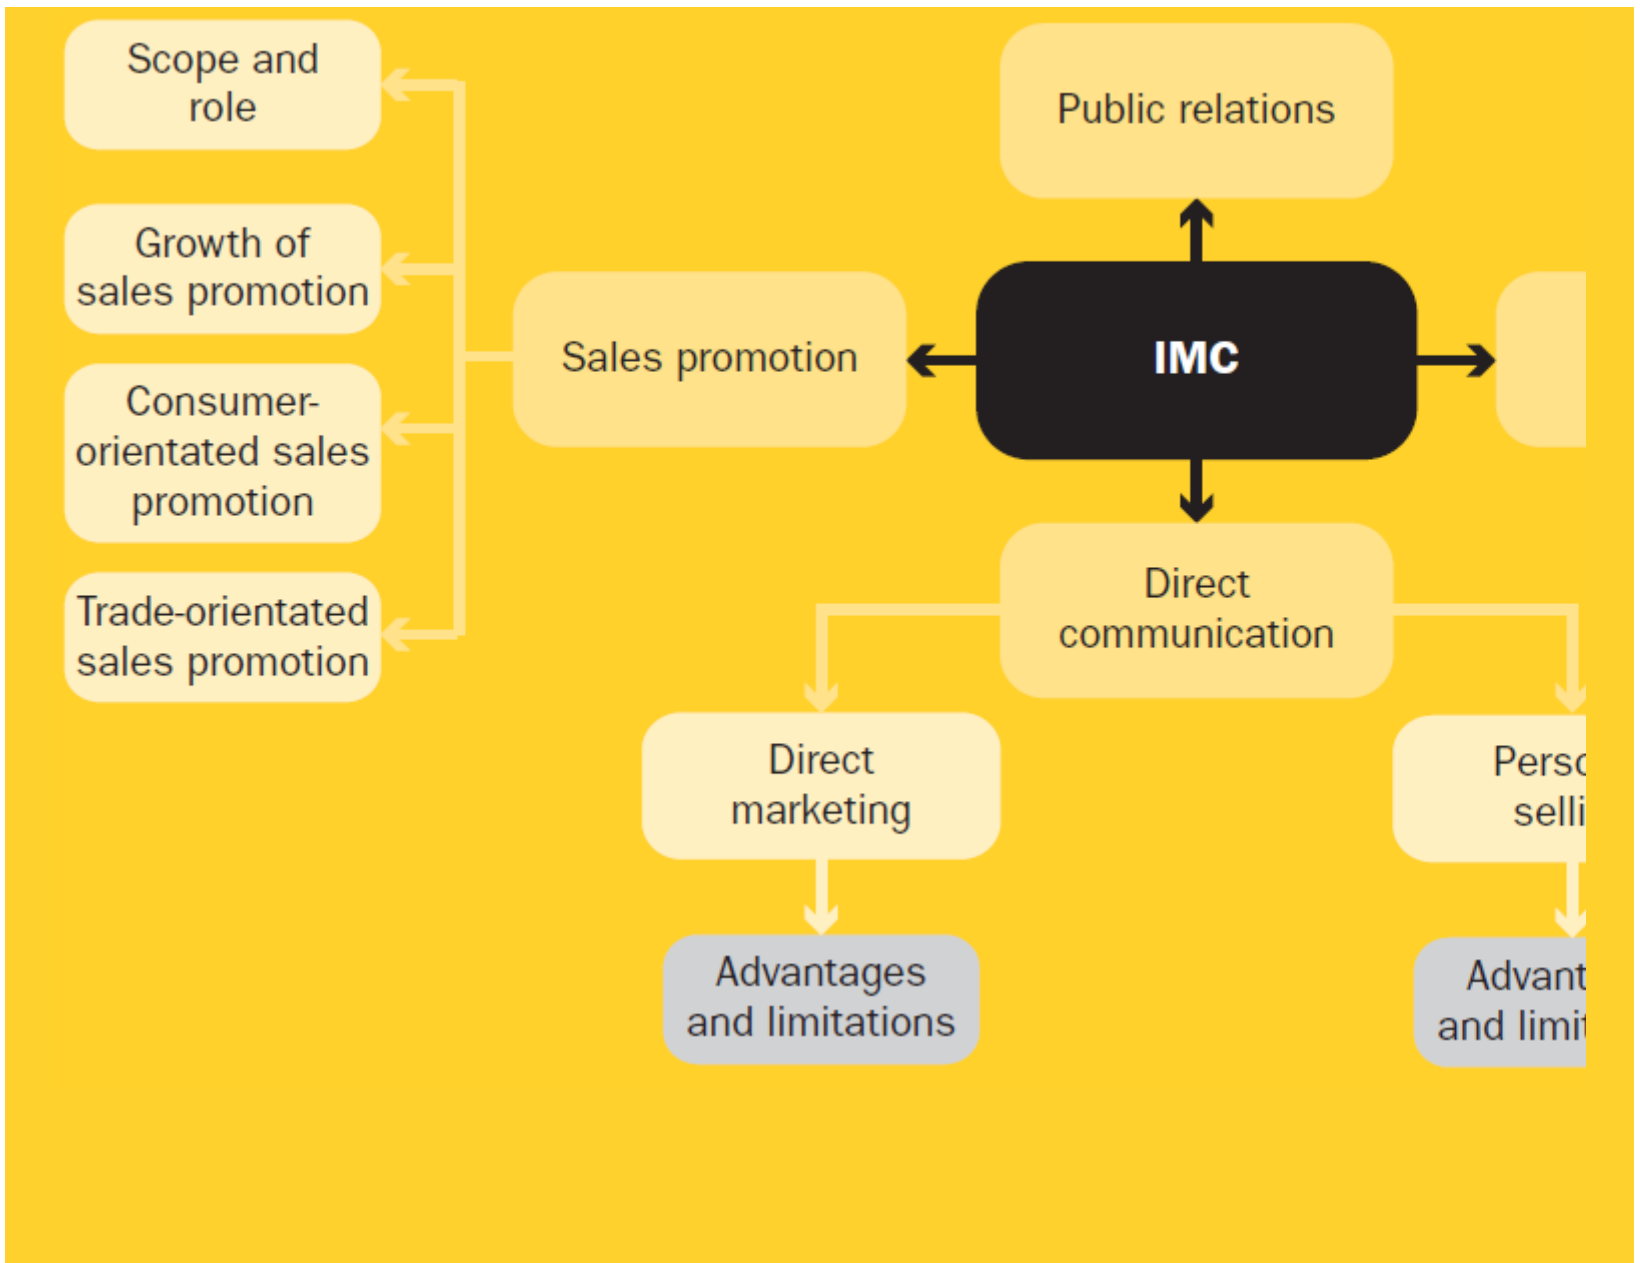 Scope and
role
Growth of
sales promotion
Consumer-
orientated sales
promotion
Trade-orientated
sales promotion
Sales promotion
Public relations
IMC
Direct
communication
Direct
marketing
Advantages
and limitations
and